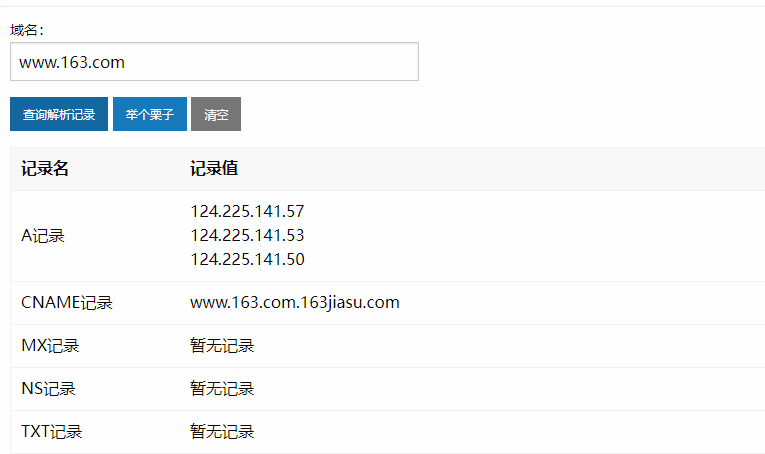 域名：
www.163.com
查询解析记录 举个栗子 清空
记录名 记录值
A记录
124.225.141.57
124.225.141.53
124.225.141.50
CNAME记录 www.163.com.163jiasu.com
MX记录 暂无记录
NS记录 暂无记录
TXT记录 暂无记录